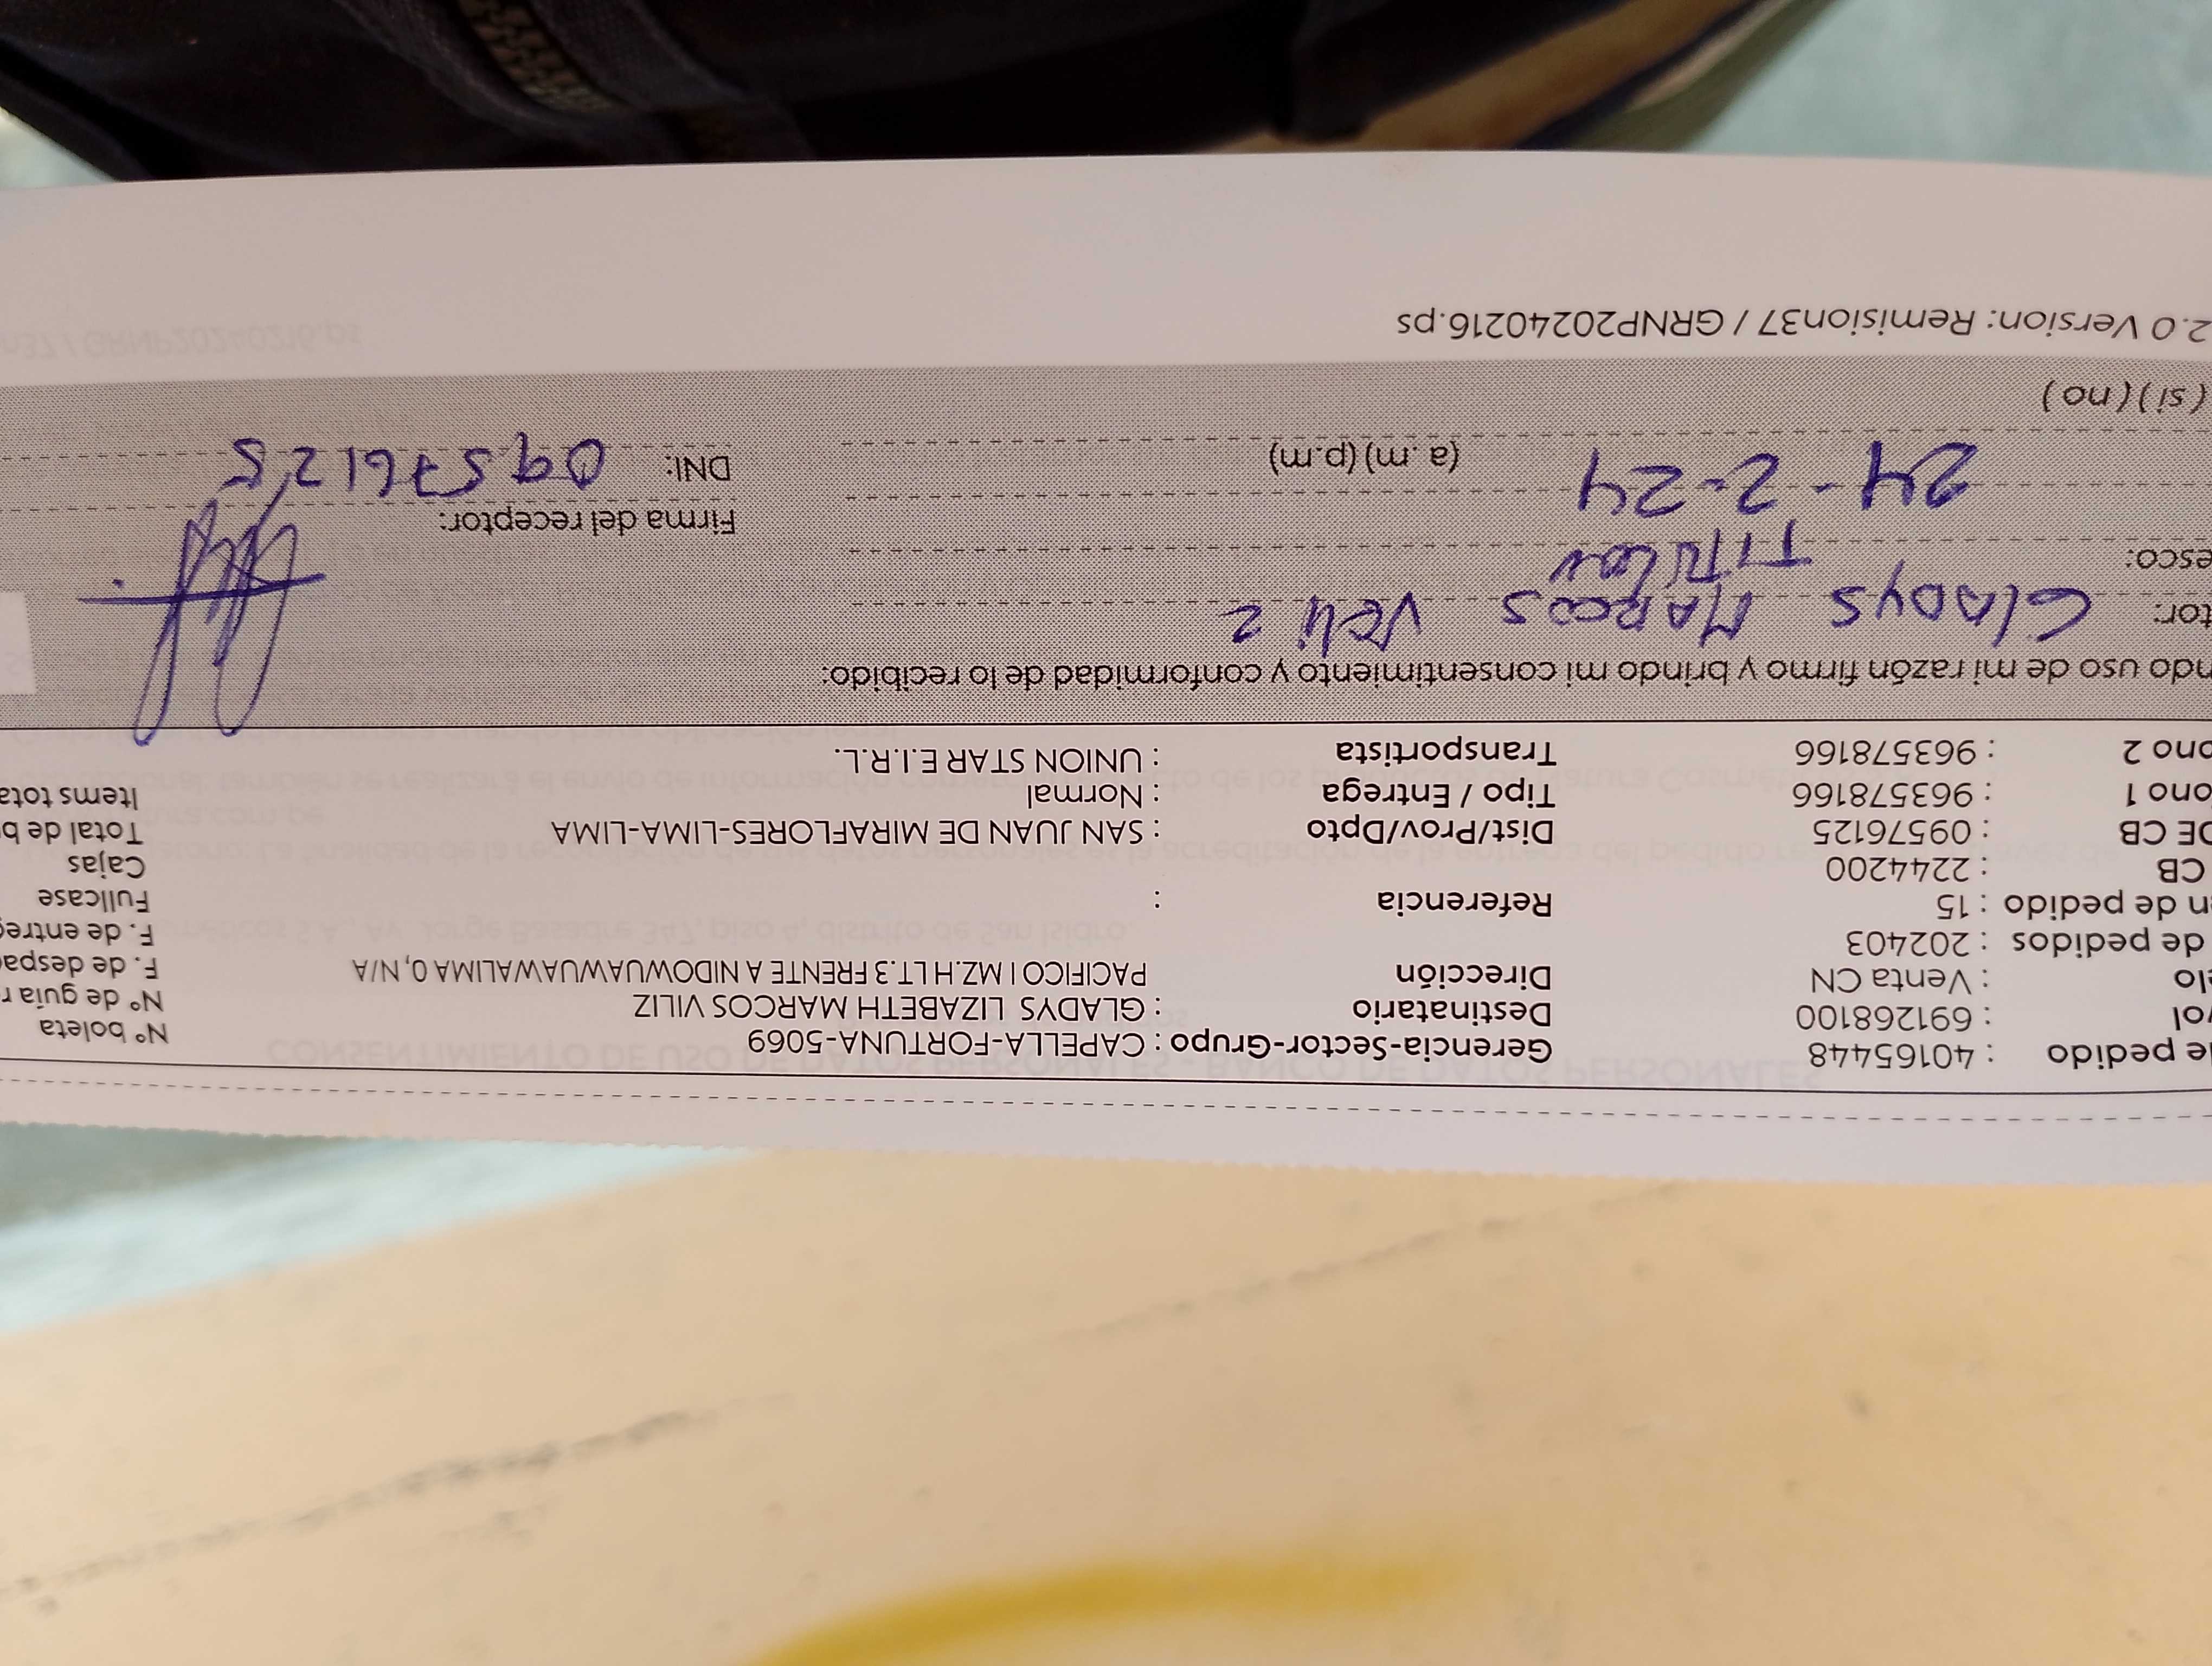 e pedido : 40165448 Gerencia-Sector-Grupo : CAPELLA-FORTUNA-5069 Nº boleta
ol : 691268100 Destinatario : GLADYS LIZABETH MARCOS VILIZ Nº de guía r
lo : Venta CN Dirección PACIFICO I MZ.H LT.3 FRENTE A NIDOWUAWUAWALIMA 0, N/A F. de despa
de pedidos : 202403 F. de entreg
n de pedido : 15 Referencia : Fullcase
CB : 2244200 Cajas
DE CB : 09576125 Dist/Prov/Dpto : SAN JUAN DE MIRAFLORES-LIMA-LIMA Total de b
ono 1 : 963578166 Tipo / Entrega : Normal Items tota
ono 2 : 963578166 Transportista : UNION STAR E.I.R.L.
ndo uso de mi razón firmo y brindo mi consentimiento y conformidad de lo recibido:
tor: GLADYS MARCOS Veliz
esco: TITULAR Firma del receptor:
24-2-24 (a.m) (p.m) DNI: 09576125
(si) (no)
2.0 Version: Remision37 / GRNP20240216.ps